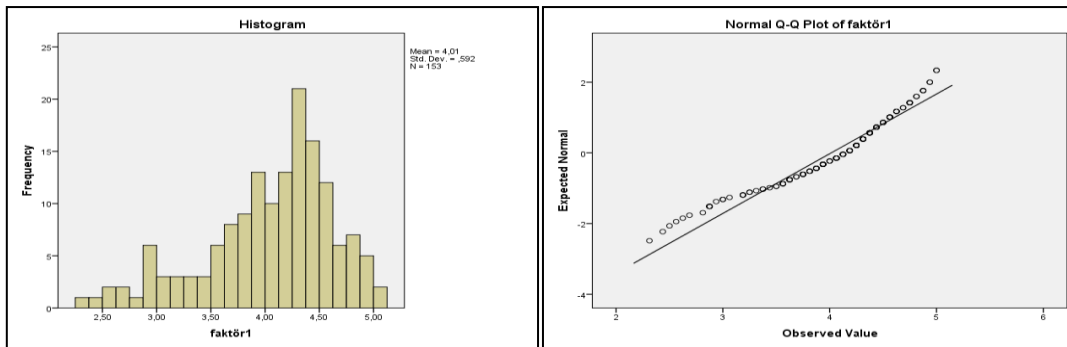 Histogram
Mean = 4,01
Std. Dev. = ,592
N = 153
25
20
15
10
5
0
Frequency
2,50 3,00 3,50 4,00 4,50 5,00
faktör1
Normal Q-Q Plot of faktör1
2
0
-2
-4
Expected Normal
2 3 4 5 6
Observed Value